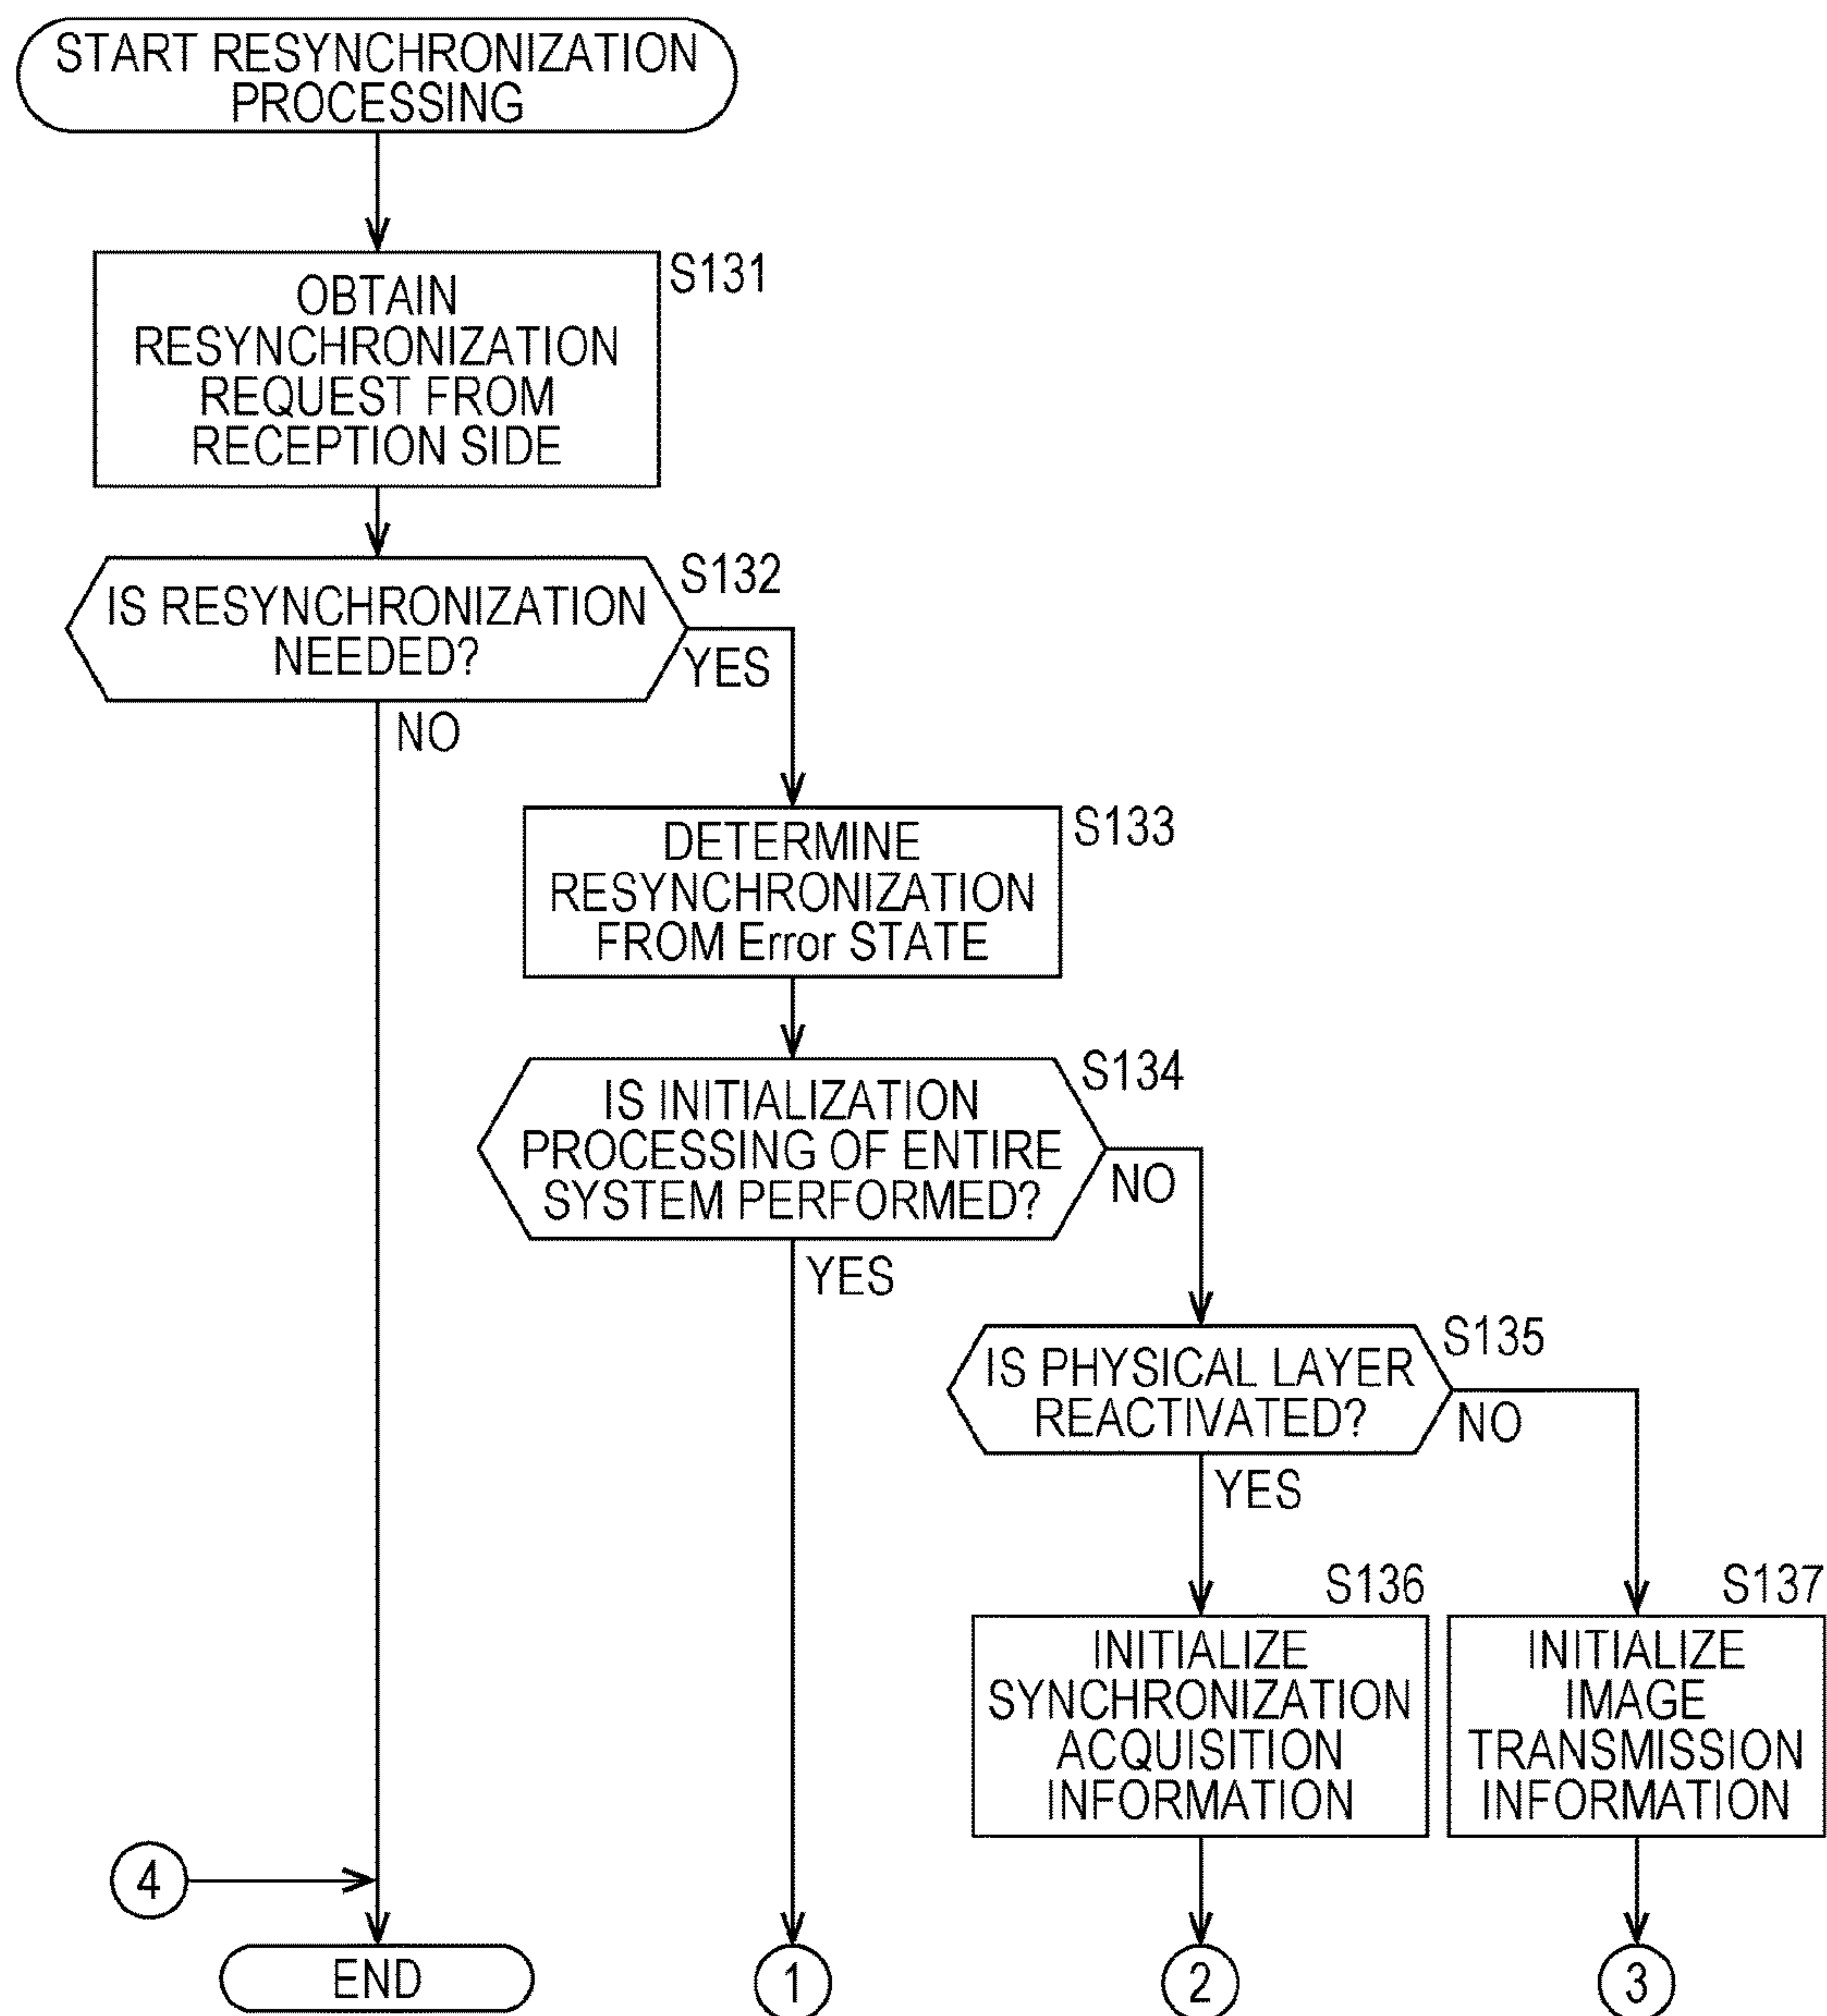 START RESYNCHRONIZATION
PROCESSING
S131
OBTAIN
RESYNCHRONIZATION
REQUEST FROM
RECEPTION SIDE
S132
IS RESYNCHRONIZATION
NEEDED?
YES
NO
S133
DETERMINE
RESYNCHRONIZATION
FROM Error STATE
S134
IS INITIALIZATION
PROCESSING OF ENTIRE
SYSTEM PERFORMED?
NO
YES
S135
IS PHYSICAL LAYER
REACTIVATED?
NO
YES
S136
INITIALIZE
SYNCHRONIZATION
ACQUISITION
INFORMATION
S137
INITIALIZE
IMAGE
TRANSMISSION
INFORMATION
4
END
1
2
3